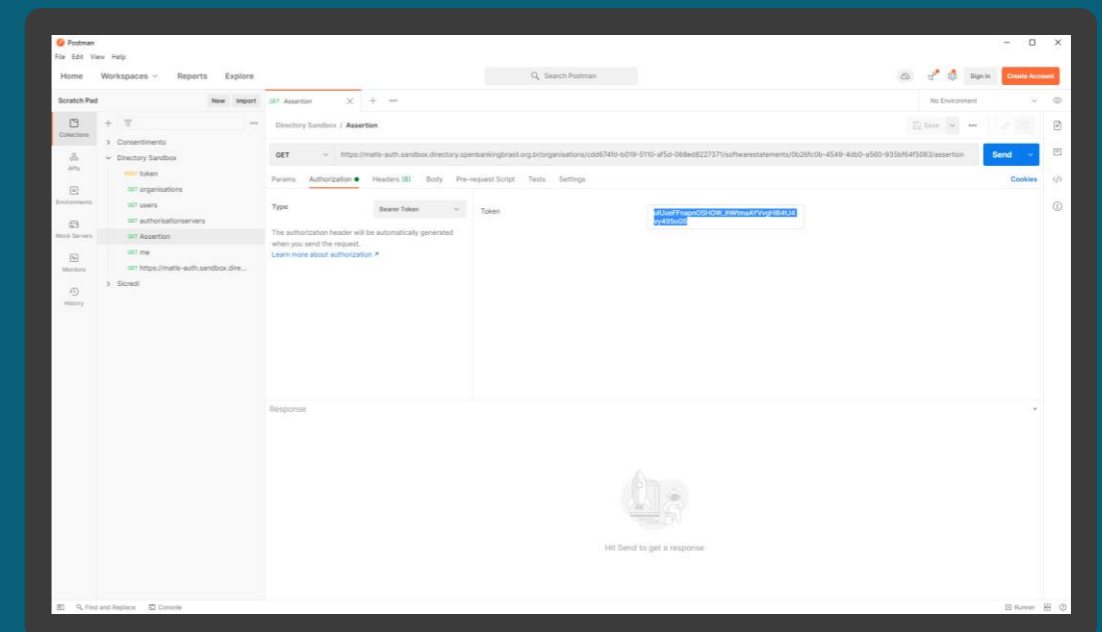 Postman
File Edit View Help
Home Workspaces Reports Explore
Search Postman
Sign In Create Account
Scratch Pad New Import
GET Assertion
No Environment
Collections
APIs
Environments
Mock Servers
Monitors
History
Consentimento
Directory Sandbox
POST token
GET organisations
GET users
GET authorisationservers
GET Assertion
GET me
GET https://matls-auth.sandbox.dire...
Sicredi
Directory Sandbox / Assertion
Save
GET https://matls-auth.sandbox.directory.openbankingbrasil.org.br/organisations/cdd674fd-b019-5110-af5d-068ed8227371/softwarestatements/0b26fc0b-4549-4db0-a560-935bf64f5083/assertion
Send
Params Authorization Headers (8) Body Pre-request Script Tests Settings
Cookies
Type Bearer Token
The authorization header will be automatically generated
when you send the request.
Learn more about authorization
Token
Response
Hit Send to get a response
Find and Replace Console
Runner